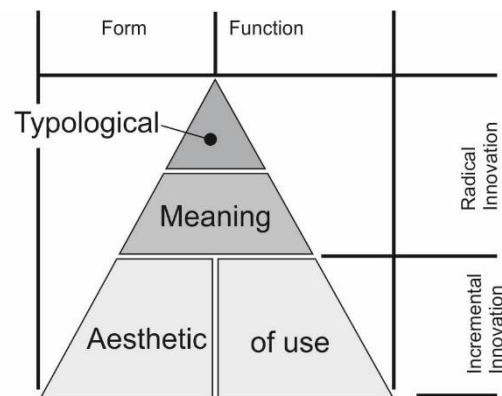 Form
Function
Typological
Meaning
Aesthetic
of use
Radical
Innovation
Incremental
Innovation